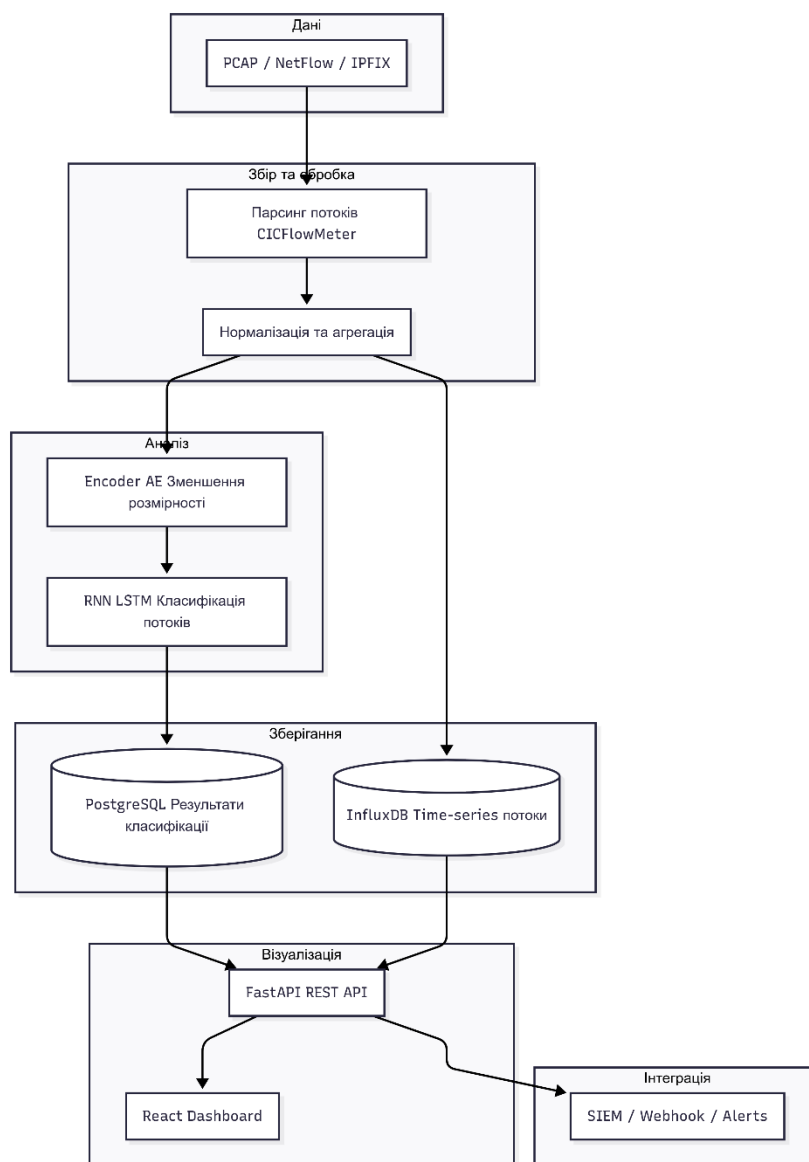 Дані
PCAP / NetFlow / IPFIX
Збір та обробка
Парсинг потоків
CICFlowMeter
Нормалізація та агрегація
Аналіз
Encoder AE Зменшення
розмірності
RNN LSTM Класифікація
потоків
Зберігання
PostgreSQL Результати
класифікації
InfluxDB Time-series потоки
Візуалізація
FastAPI REST API
React Dashboard
Інтеграція
SIEM / Webhook / Alerts